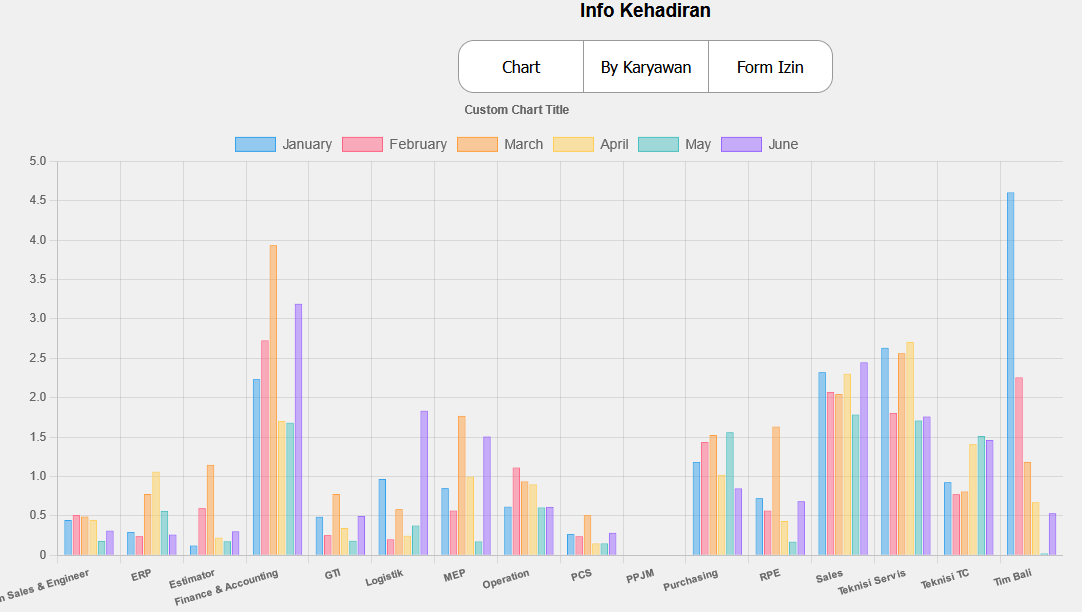 Info Kehadiran
Chart By Karyawan Form Izin
Custom Chart Title
January February March April May June
5.0
4.5
4.0
3.5
3.0
2.5
2.0
1.5
1.0
0.5
0
Sales & Engineer ERP Estimator Finance & Accounting GTI Logistik MEP Operation PCS PPJM Purchasing RPE Sales Teknisi Servis Teknisi TC Tim Bali